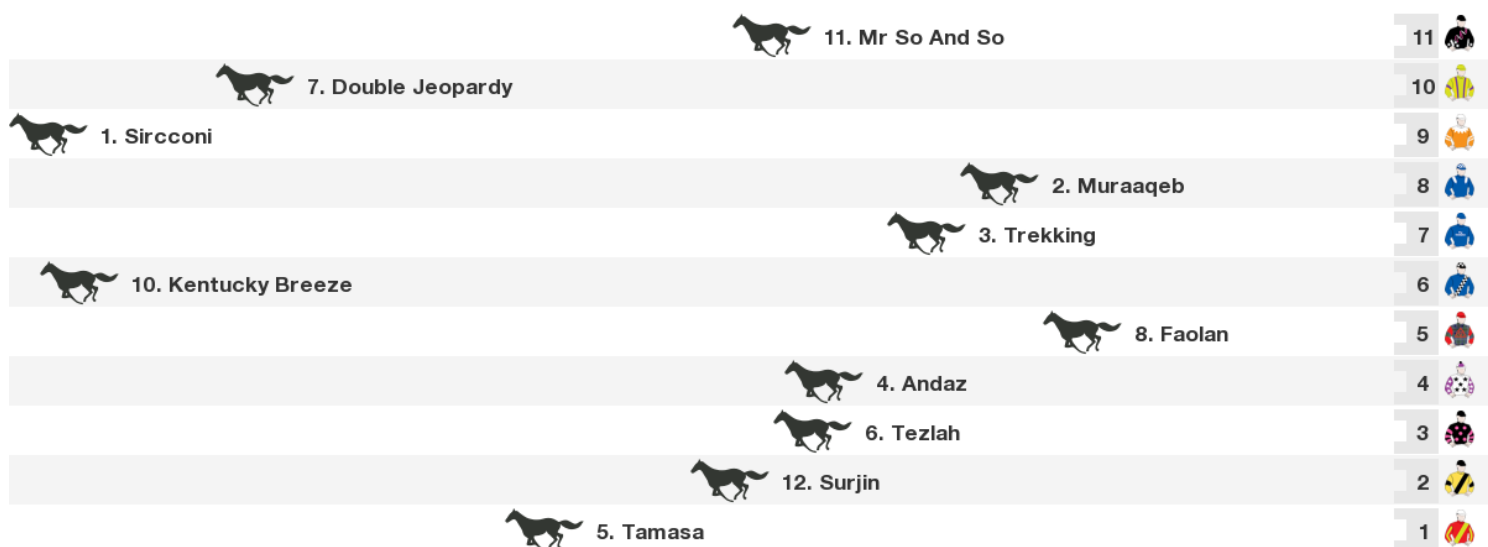 11. Mr So And So 11
7. Double Jeopardy 10
1. Sircconi 9
2. Muraaqeb 8
3. Trekking 7
10. Kentucky Breeze 6
8. Faolan 5
4. Andaz 4
6. Tezlah 3
12. Surjin 2
5. Tamasa 1